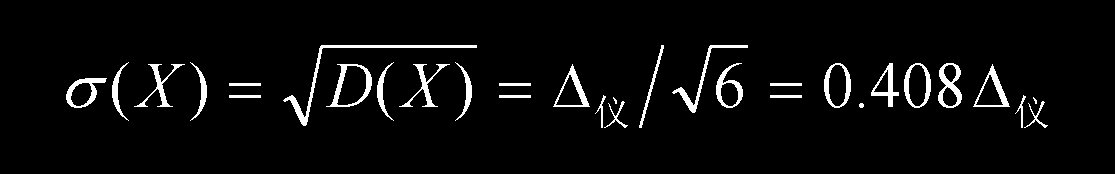 σ(X) = √D(X) = Δ仪/√6 = 0.408Δ仪